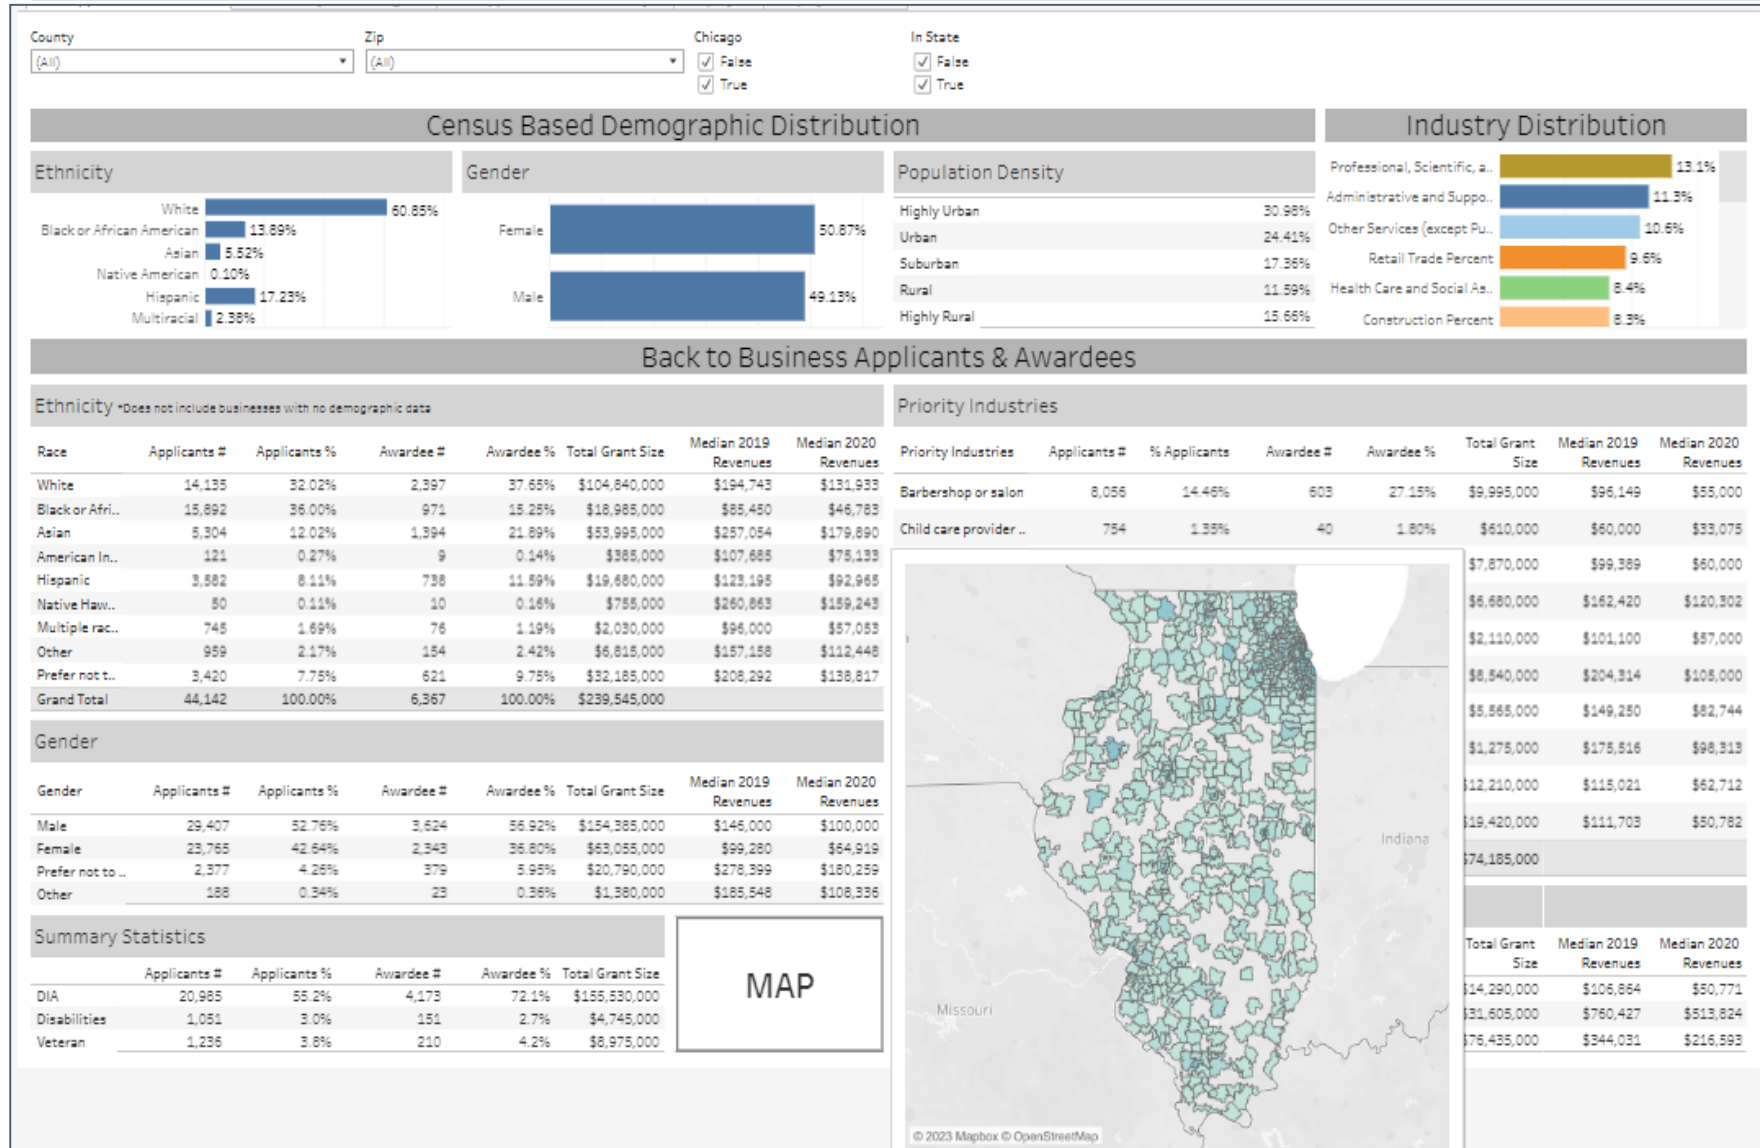 County Zip Chicago In State
(All) (All) False False
True True
Census Based Demographic Distribution Industry Distribution
Ethnicity Gender Population Density
White 60.85%
Black or African American 13.89%
Asian 5.52%
Native American 0.10%
Hispanic 17.23%
Multiracial 2.38%
Female 50.87%
Male 49.13%
Highly Urban 30.98%
Urban 24.41%
Suburban 17.36%
Rural 11.59%
Highly Rural 15.66%
Professional, Scientific, a.. 13.1%
Administrative and Suppo.. 11.3%
Other Services (except Pu.. 10.6%
Retail Trade Percent 9.6%
Health Care and Social As.. 8.4%
Construction Percent 8.3%
Back to Business Applicants & Awardees
Ethnicity *Does not include businesses with no demographic data
Race Applicants # Applicants % Awardee # Awardee % Total Grant Size Median 2019 Revenues Median 2020 Revenues
White 14,135 32.02% 2,397 37.65% $104,840,000 $194,743 $131,933
Black or Afri.. 15,892 36.00% 971 15.25% $18,985,000 $85,450 $46,783
Asian 5,304 12.02% 1,394 21.89% $53,995,000 $257,054 $179,890
American In.. 121 0.27% 9 0.14% $385,000 $107,685 $75,133
Hispanic 3,582 8.11% 738 11.59% $19,680,000 $123,195 $92,965
Native Haw.. 50 0.11% 10 0.16% $755,000 $260,863 $159,243
Multiple rac.. 745 1.69% 76 1.19% $2,030,000 $96,000 $57,053
Other 959 2.17% 154 2.42% $6,815,000 $157,158 $112,448
Prefer not t.. 3,420 7.75% 621 9.75% $32,185,000 $208,292 $138,817
Grand Total 44,142 100.00% 6,367 100.00% $239,545,000
Gender
Gender Applicants # Applicants % Awardee # Awardee % Total Grant Size Median 2019 Revenues Median 2020 Revenues
Male 29,407 52.76% 3,624 56.92% $154,385,000 $146,000 $100,000
Female 23,765 42.64% 2,343 36.80% $63,055,000 $99,280 $64,919
Prefer not to .. 2,377 4.26% 379 5.95% $20,790,000 $278,399 $180,259
Other 188 0.34% 23 0.36% $1,380,000 $185,548 $108,336
Summary Statistics
Applicants # Applicants % Awardee # Awardee % Total Grant Size
DIA 20,985 55.2% 4,173 72.1% $155,530,000
Disabilities 1,051 3.0% 151 2.7% $4,745,000
Veteran 1,236 3.8% 210 4.2% $8,975,000
MAP
Priority Industries
Priority Industries Applicants # % Applicants Awardee # Awardee % Total Grant Size Median 2019 Revenues Median 2020 Revenues
Barbershop or salon 8,056 14.46% 603 27.15% $9,995,000 $96,149 $55,000
Child care provider .. 754 1.35% 40 1.80% $610,000 $60,000 $33,075
$7,870,000 $99,389 $60,000
$6,680,000 $162,420 $120,302
$2,110,000 $101,100 $57,000
$8,540,000 $204,314 $105,000
$5,565,000 $149,250 $82,744
$1,275,000 $175,516 $98,313
$12,210,000 $115,021 $62,712
$19,420,000 $111,703 $50,782
$74,185,000
Total Grant Size Median 2019 Revenues Median 2020 Revenues
$14,290,000 $106,864 $50,771
$31,605,000 $760,427 $513,824
$76,435,000 $344,031 $216,593
Indiana
Missouri
© 2023 Mapbox © OpenStreetMap